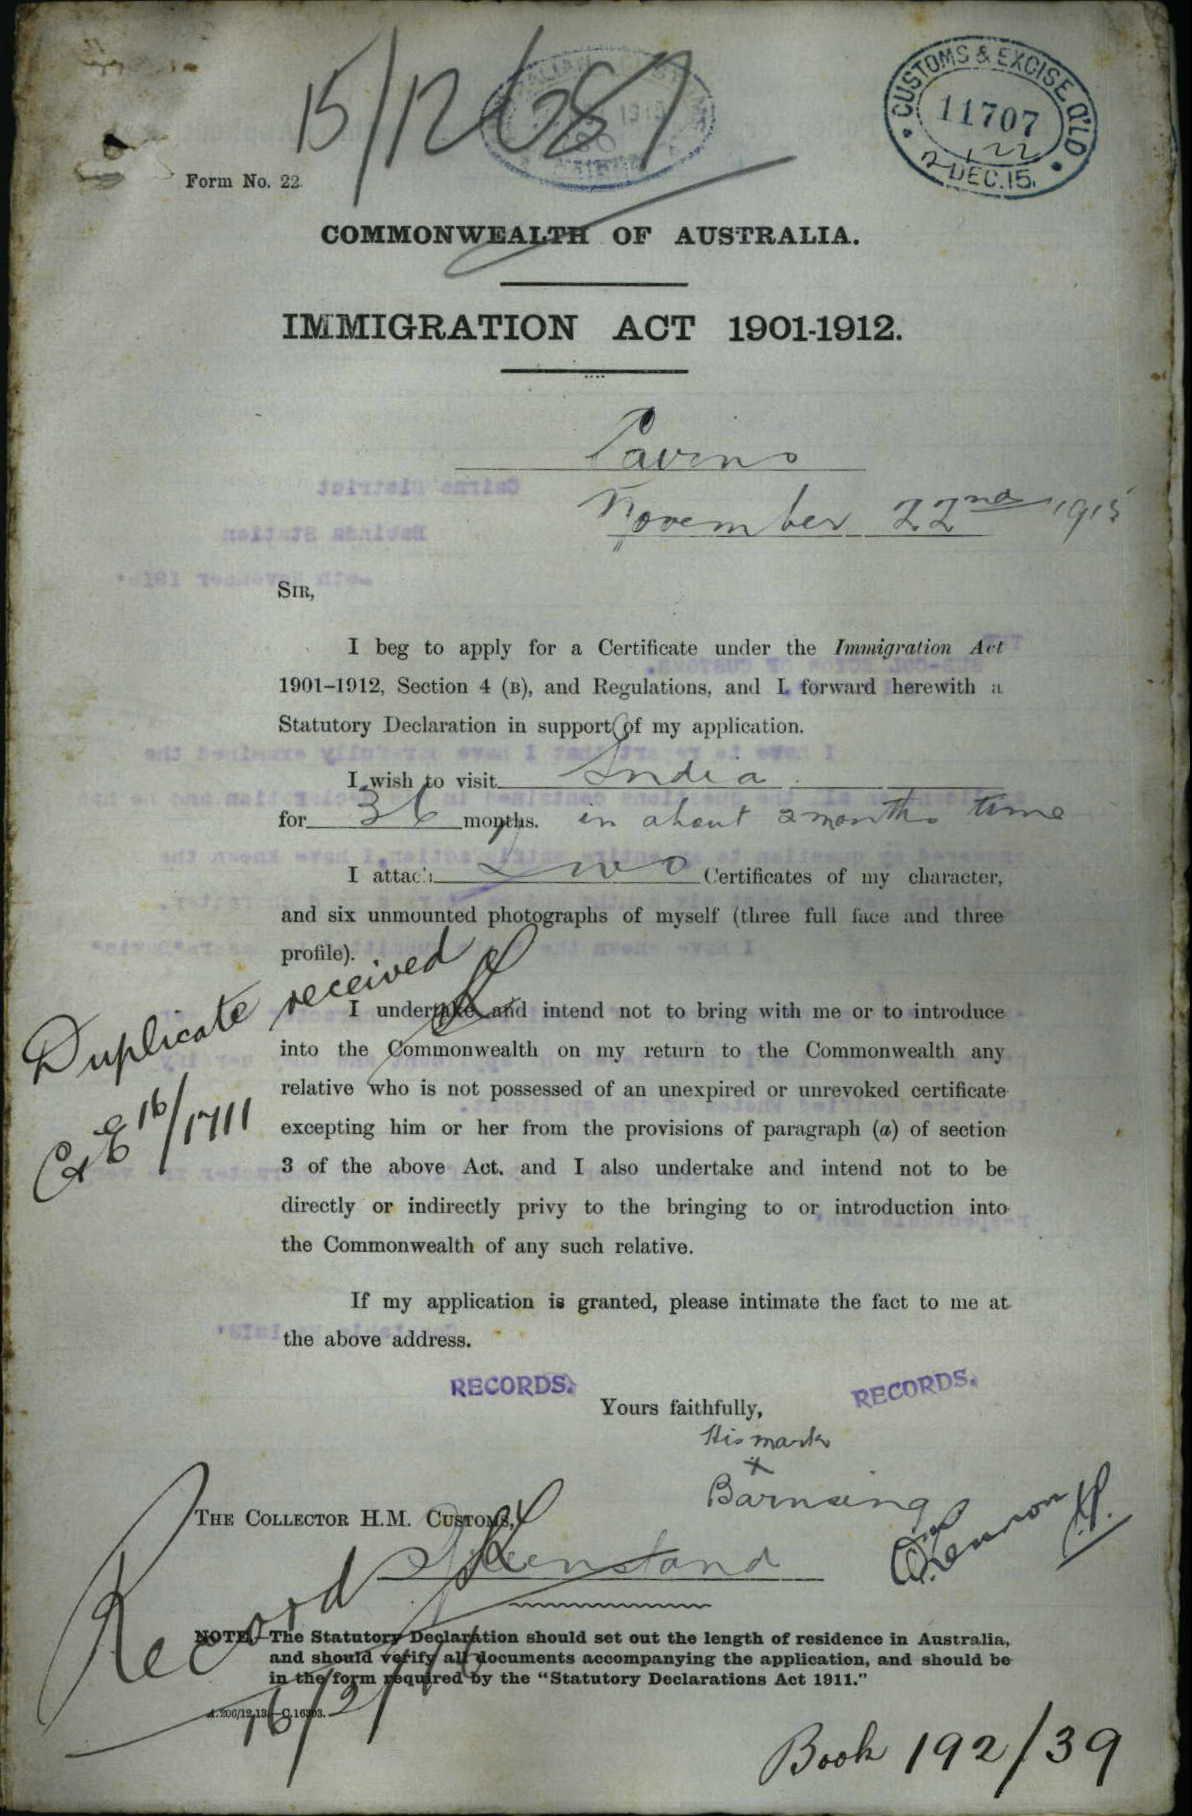 15/12687
CUSTOMS & EXCISE. Q'LD
11707
122
2 DEC. 15.
Form No. 22.
COMMONWEALTH OF AUSTRALIA.
IMMIGRATION ACT 1901-1912.
November 22nd 1915
SIR,
I beg to apply for a Certificate under the Immigration Act
1901–1912, Section 4 (B), and Regulations, and I forward herewith a
Statutory Declaration in support of my application.
I wish to visit India
for 36 months. in about 2 months time
I attach Two Certificates of my character,
and six unmounted photographs of myself (three full face and three
profile).
Duplicate received
I undertake and intend not to bring with me or to introduce
into the Commonwealth on my return to the Commonwealth any
relative who is not possessed of an unexpired or unrevoked certificate
C & E 16/1711
excepting him or her from the provisions of paragraph (a) of section
3 of the above Act, and I also undertake and intend not to be
directly or indirectly privy to the bringing to or introduction into
the Commonwealth of any such relative.
If my application is granted, please intimate the fact to me at
the above address.
RECORDS. RECORDS.
Yours faithfully,
His mark
x
Barnsing
THE COLLECTOR H.M. CUSTOMS,
Queensland
J.P.
Record
NOTE.—The Statutory Declaration should set out the length of residence in Australia,
and should verify all documents accompanying the application, and should be
in the form required by the "Statutory Declarations Act 1911."
16/2/16
Book 192/39